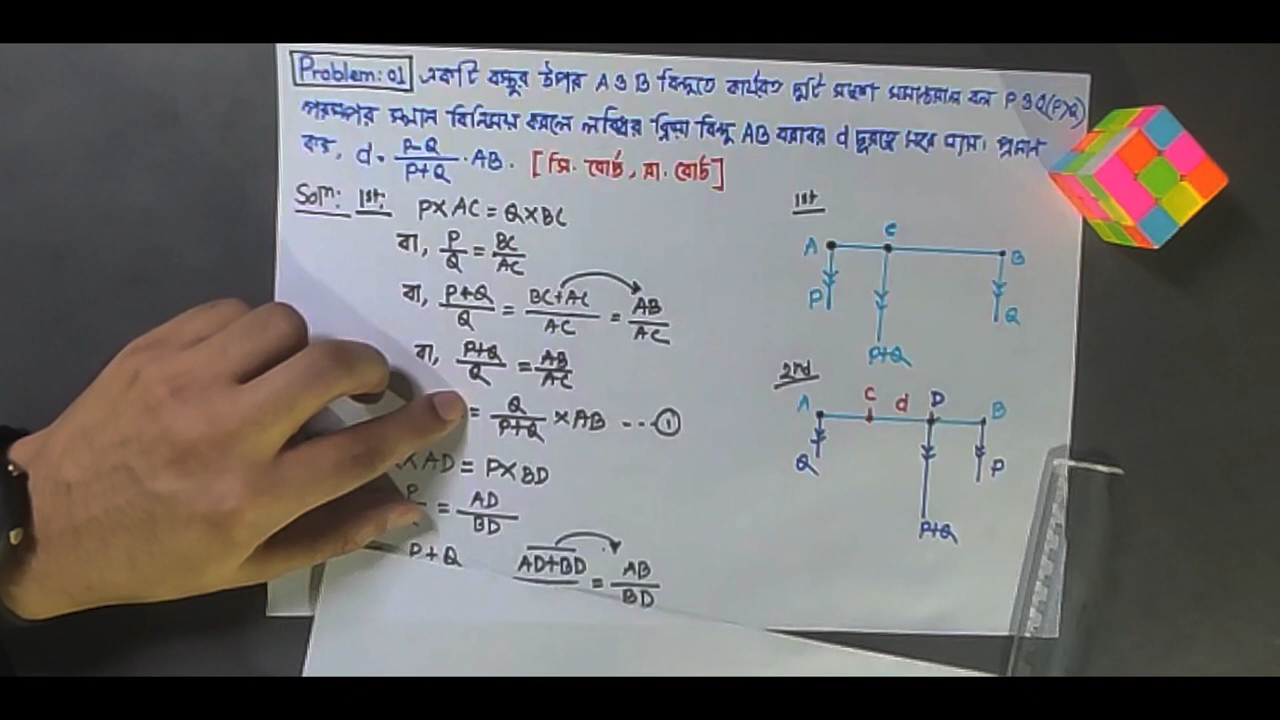 Problem: 01 একটি বস্তুর উপর A ও B বিন্দুতে কার্যরত দুটি সদৃশ সমান্তরাল বল P ও Q (P>Q)
পরস্পর স্থান বিনিময় করলে লব্ধির ক্রিয়া বিন্দু AB বরাবর d দূরত্বে সরে যায়। প্রমাণ
কর, d = P-Q/P+Q · AB. [সি. বোর্ড, রা. বোর্ড]
Solⁿ: 1st: P×AC = Q×BC
বা, P/Q = BC/AC
বা, P+Q/Q = BC+AC/AC = AB/AC
বা, P+Q/Q = AB/AC
= Q/P+Q × AB --- ①
×AD = P×BD
P = AD/BD
P+Q AD+BD = AB/BD
1st
A C B
P Q
P+Q
2nd
A C d D B
Q P
P+Q